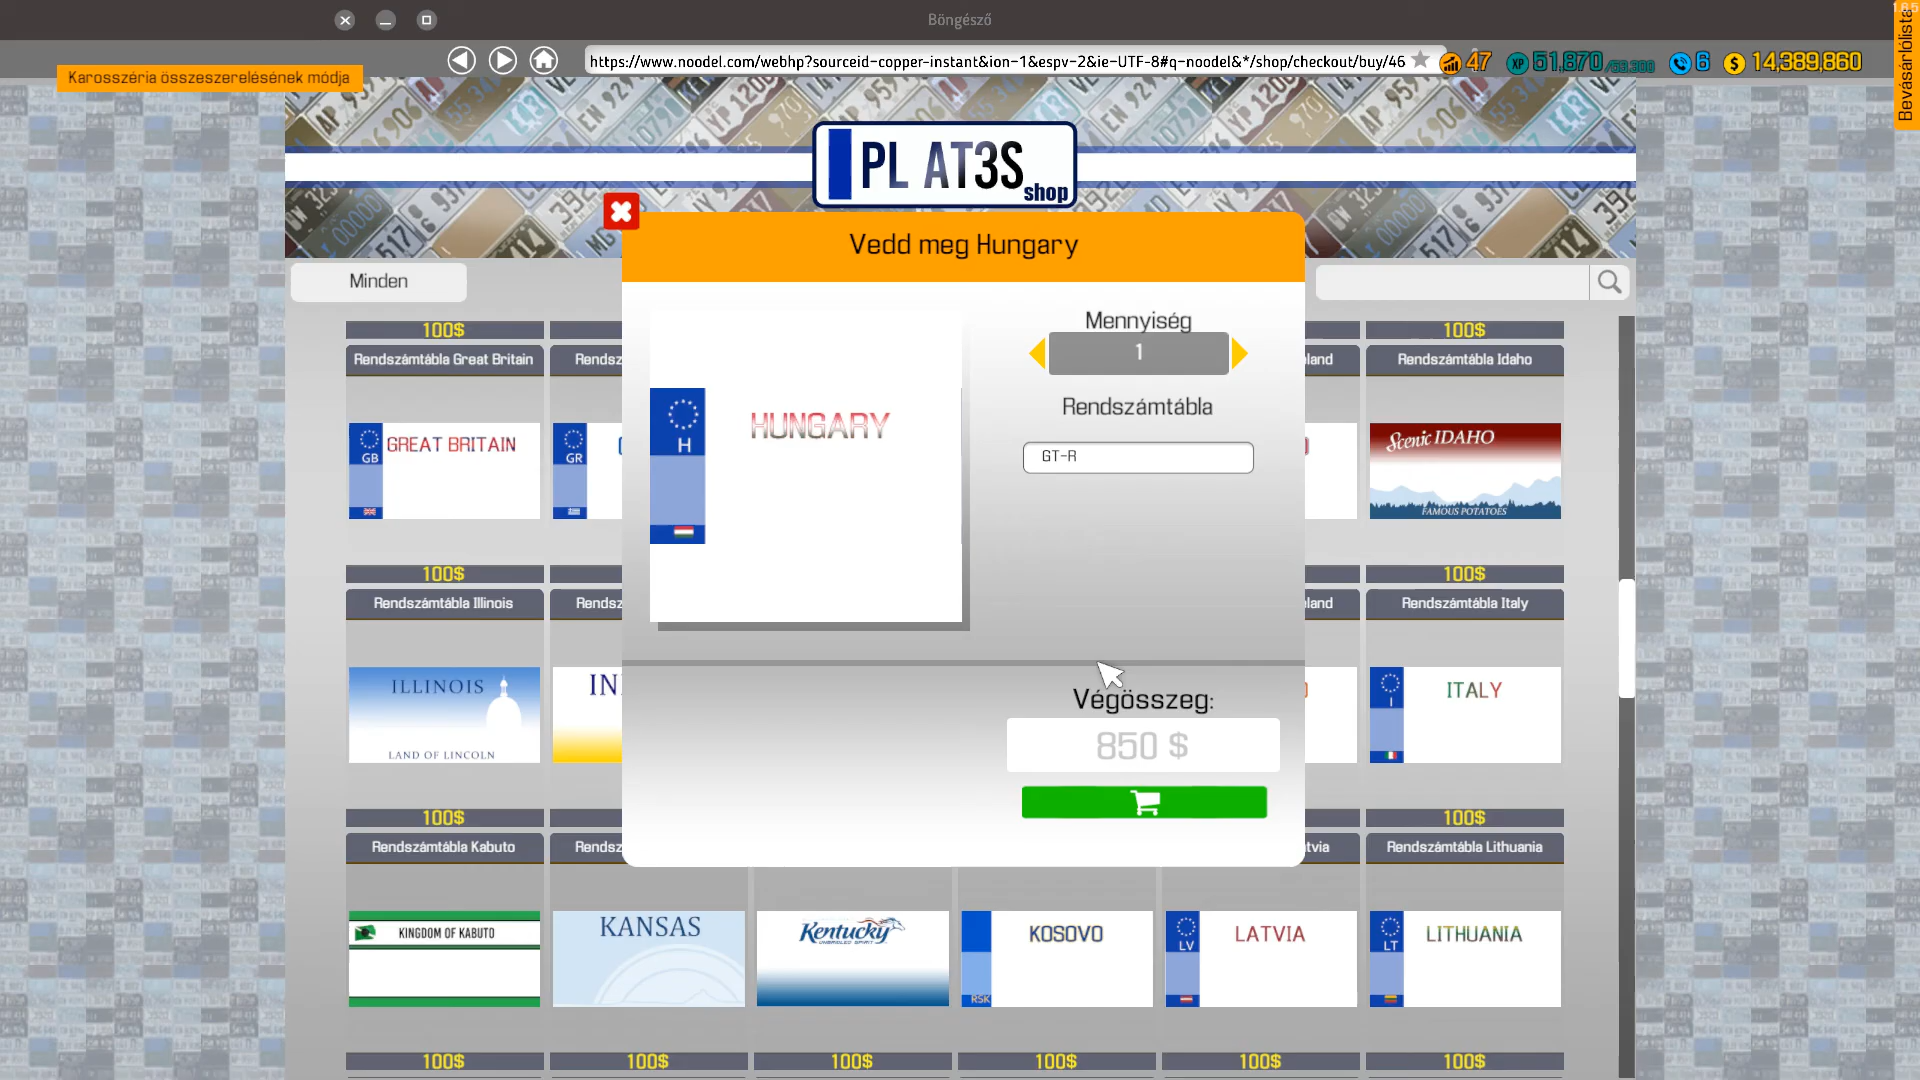 Böngésző
https://www.noodel.com/webhp?sourceid-copper-instant&ion-1&espv-2&ie-UTF-8#q-noodel&*/shop/checkout/buy/46
47
XP 51,870
6
$ 14,389,860
Bevásárlólista
Karosszéria összeszerelésének módja
PL AT3S
shop
Vedd meg Hungary
Minden
Mennyiség
1
Rendszámtábla
GT-R
H
HUNGARY
Végösszeg:
850 $
100$
100$
Rendszámtábla Great Britain
Rendszámtábla Idaho
GB
GREAT BRITAIN
GR
Scenic IDAHO
FAMOUS POTATOES
100$
100$
Rendszámtábla Illinois
Rendszámtábla Italy
ILLINOIS
LAND OF LINCOLN
I
ITALY
100$
100$
Rendszámtábla Kabuto
Rendszámtábla Lithuania
KINGDOM OF KABUTO
KANSAS
Kentucky
UNBRIDLED SPIRIT
RSK
KOSOVO
LV
LATVIA
LT
LITHUANIA
100$
100$
100$
100$
100$
100$